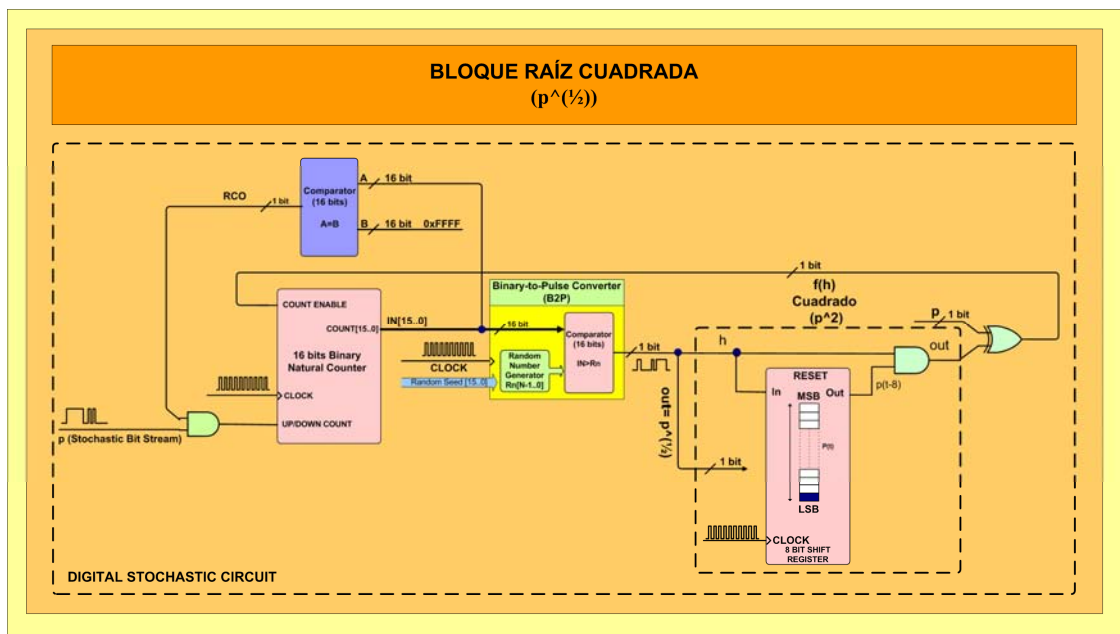 BLOQUE RAÍZ CUADRADA
(p^(½))
RCO
1 bit
Comparator
(16 bits)
A=B
A
16 bit
B
16 bit
0xFFFF
COUNT ENABLE
COUNT[15..0]
16 bits Binary
Natural Counter
CLOCK
UP/DOWN COUNT
p (Stochastic Bit Stream)
IN[15..0]
CLOCK
Random Seed [15..0]
Binary-to-Pulse Converter
(B2P)
16 bit
Random
Number
Generator
Rn[N-1..0]
Comparator
(16 bits)
IN>Rn
1 bit
out= p^(½)
1 bit
1 bit
f(h)
Cuadrado
(p^2)
p
1 bit
h
out
p(t-8)
RESET
In
MSB
Out
P(t)
LSB
CLOCK
8 BIT SHIFT
REGISTER
DIGITAL STOCHASTIC CIRCUIT